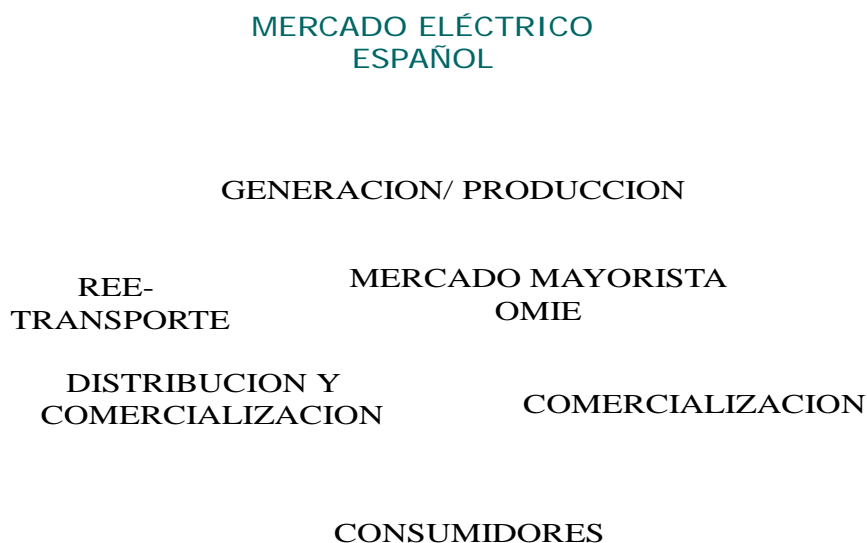 MERCADO ELÉCTRICO
ESPAÑOL
GENERACION/ PRODUCCION
REE-
TRANSPORTE
MERCADO MAYORISTA
OMIE
DISTRIBUCION Y
COMERCIALIZACION
COMERCIALIZACION
CONSUMIDORES